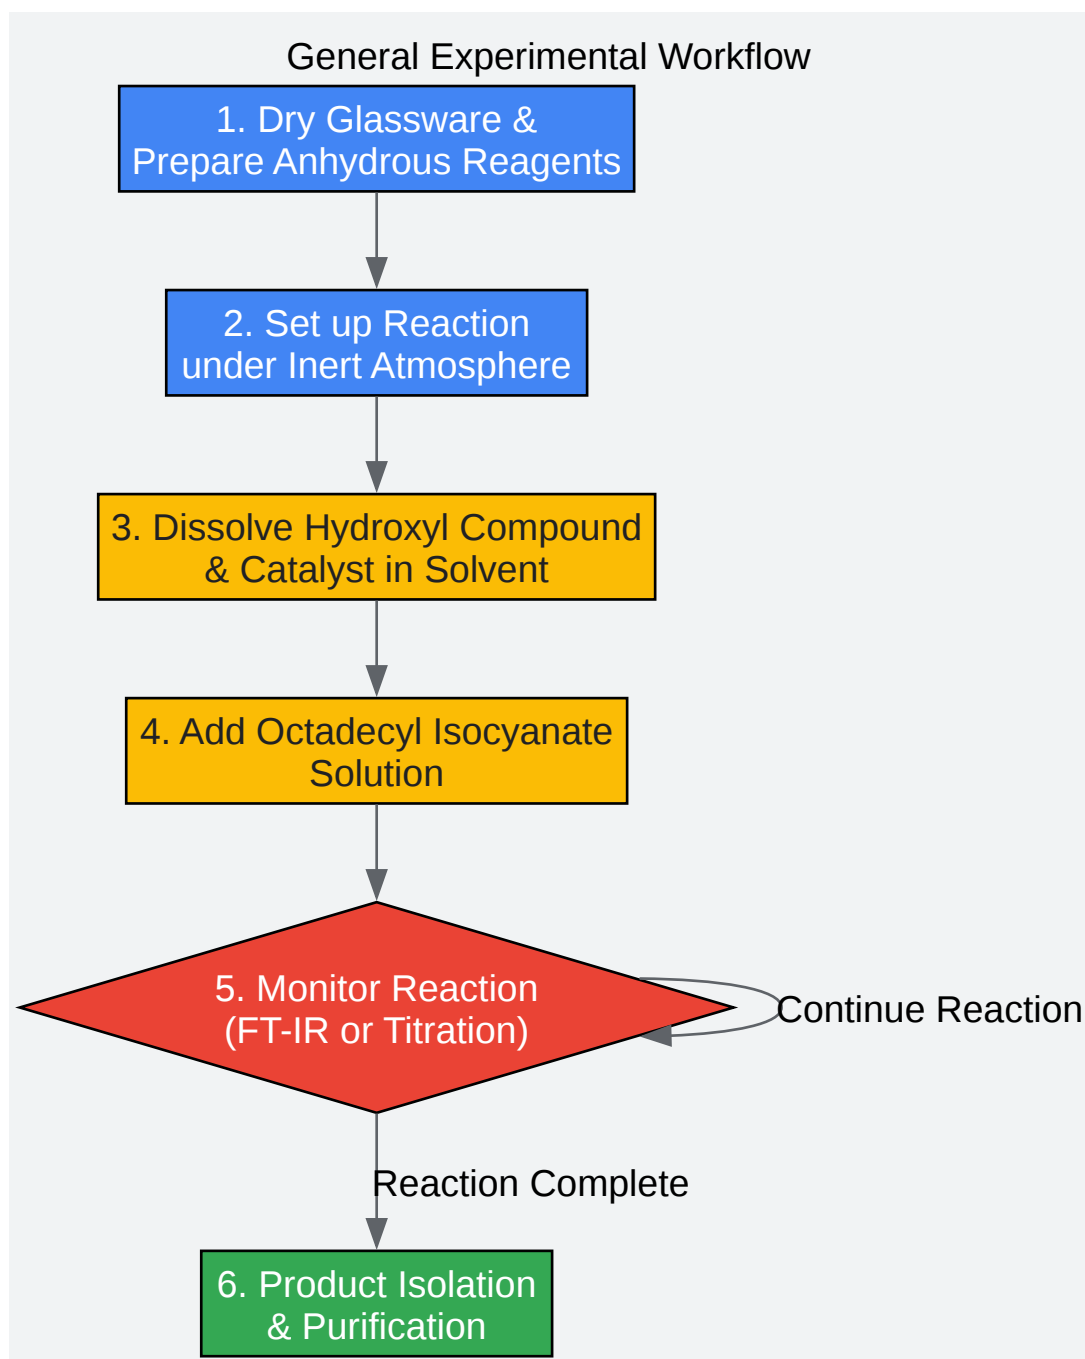 General Experimental Workflow
1. Dry Glassware &
Prepare Anhydrous Reagents
2. Set up Reaction
under Inert Atmosphere
3. Dissolve Hydroxyl Compound
& Catalyst in Solvent
4. Add Octadecyl Isocyanate
Solution
5. Monitor Reaction
(FT-IR or Titration)
Continue Reaction
Reaction Complete
6. Product Isolation
& Purification